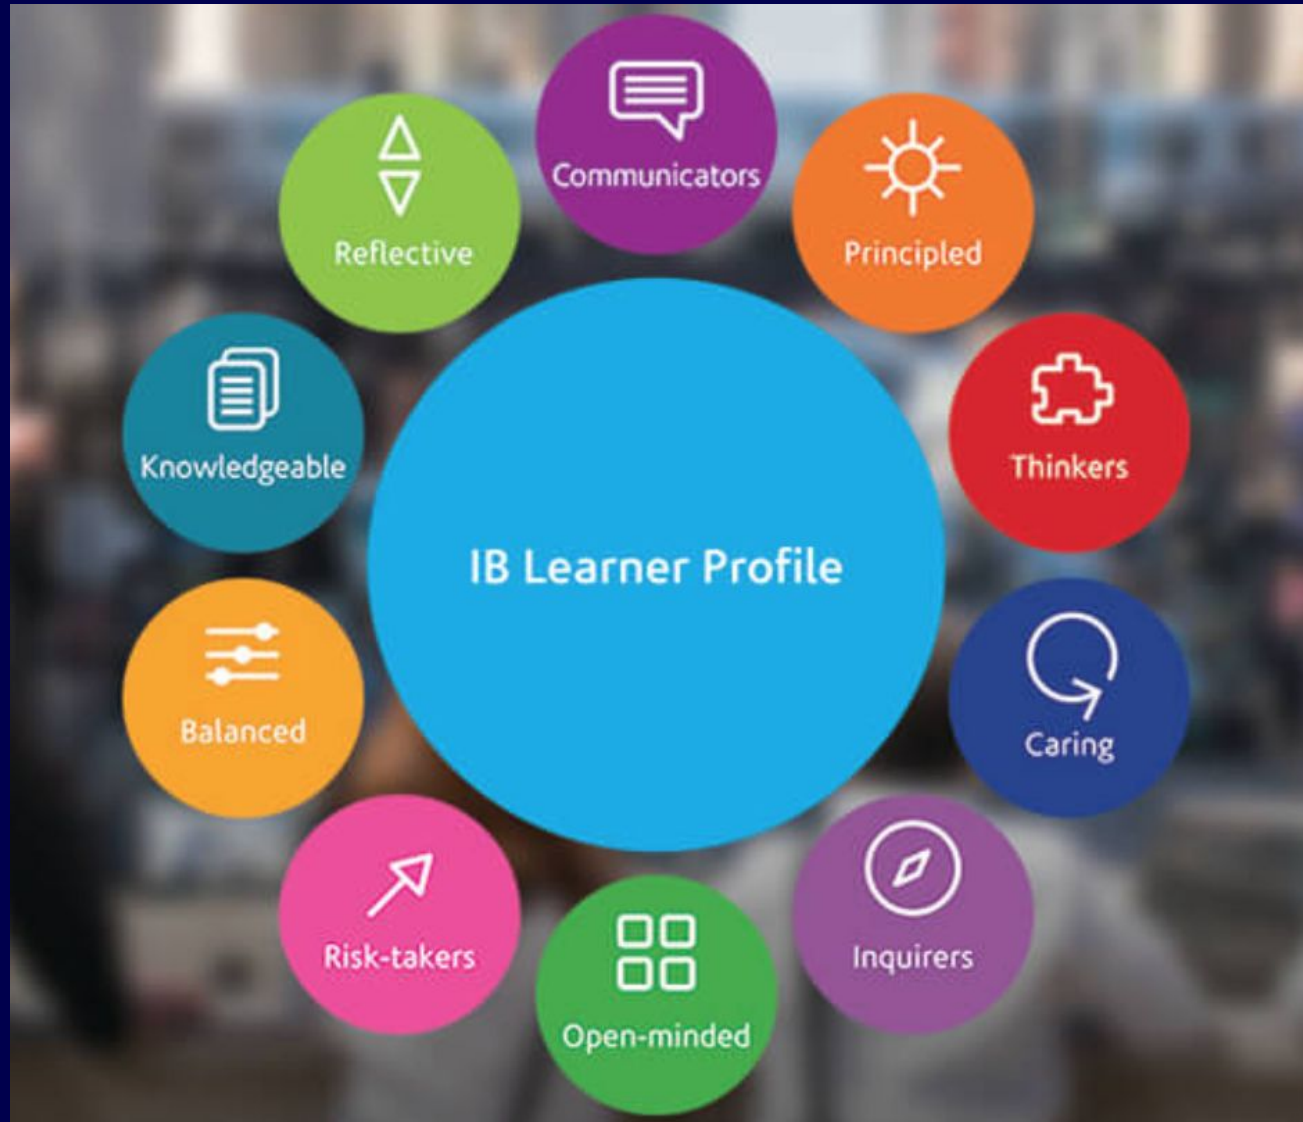 Communicators
Reflective
Principled
Knowledgeable
Thinkers
IB Learner Profile
Balanced
Caring
Risk-takers
Inquirers
Open-minded